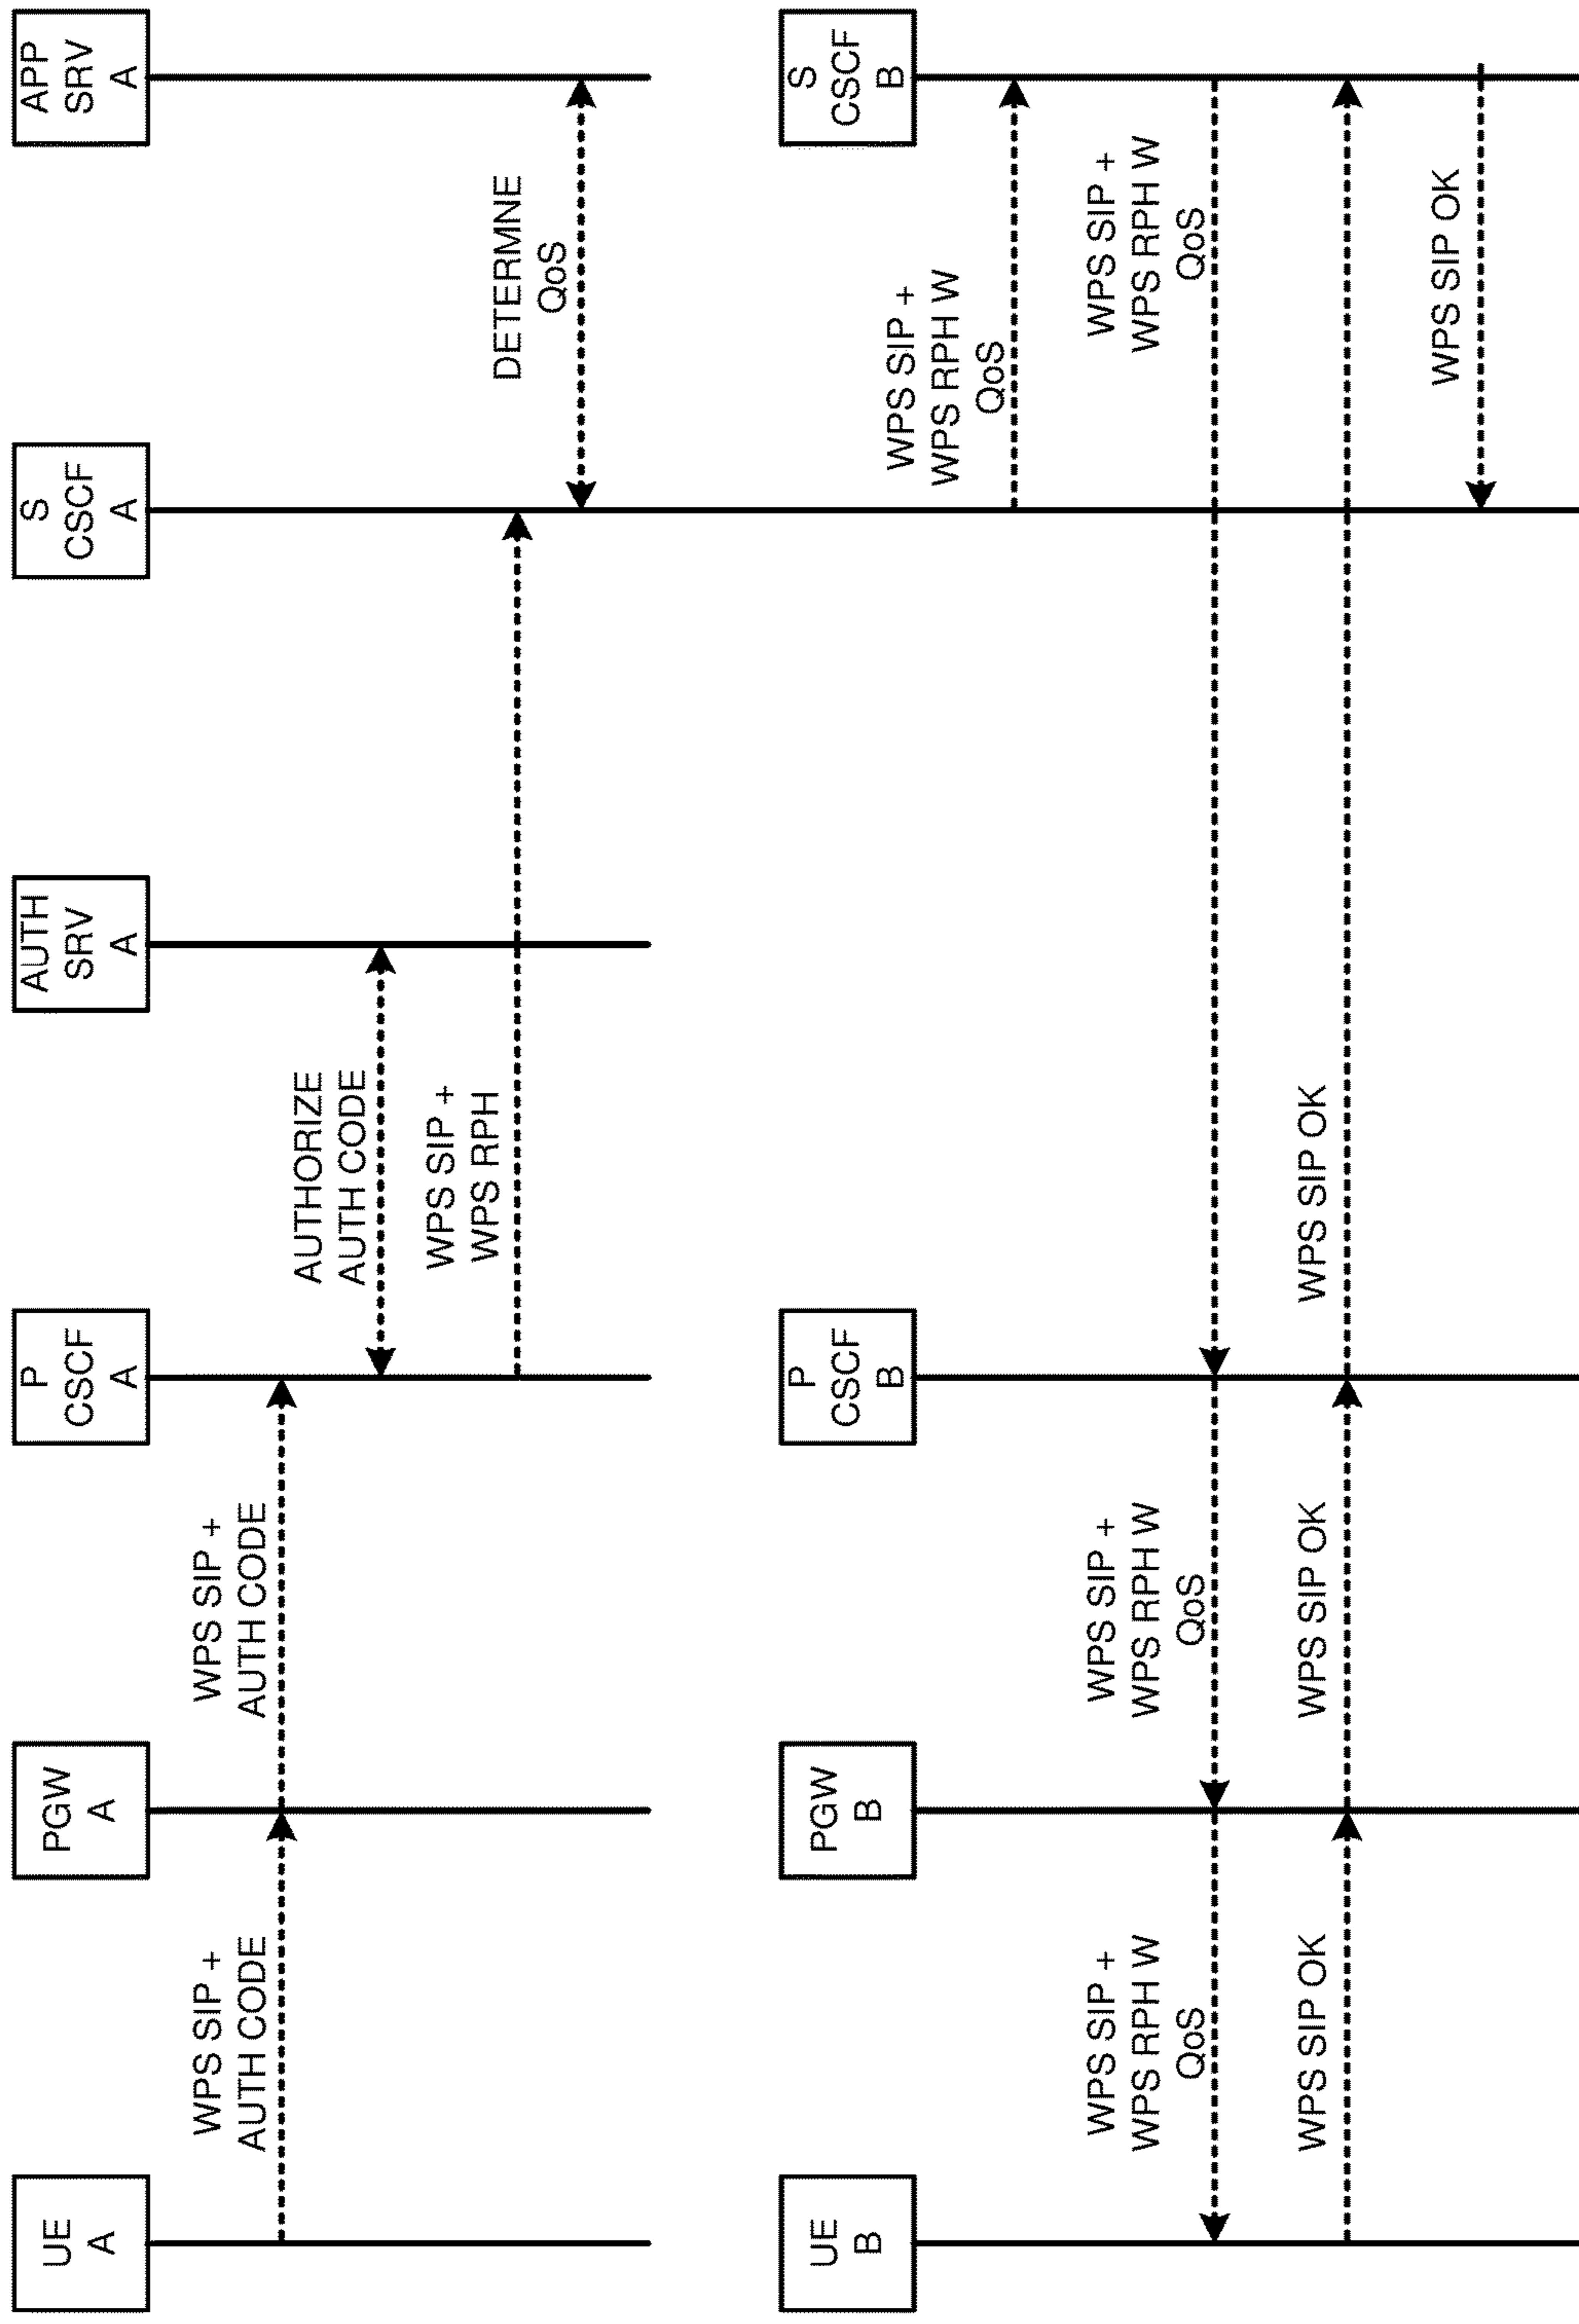 UE
A
PGW
A
P
CSCF
A
AUTH
SRV
A
S
CSCF
A
APP
SRV
A
WPS SIP +
AUTH CODE
WPS SIP +
AUTH CODE
AUTHORIZE
AUTH CODE
WPS SIP +
WPS RPH
DETERMNE
QoS
UE
B
PGW
B
P
CSCF
B
S
CSCF
B
WPS SIP +
WPS RPH W
QoS
WPS SIP +
WPS RPH W
QoS
WPS SIP +
WPS RPH W
QoS
WPS SIP +
WPS RPH W
QoS
WPS SIP OK
WPS SIP OK
WPS SIP OK
WPS SIP OK